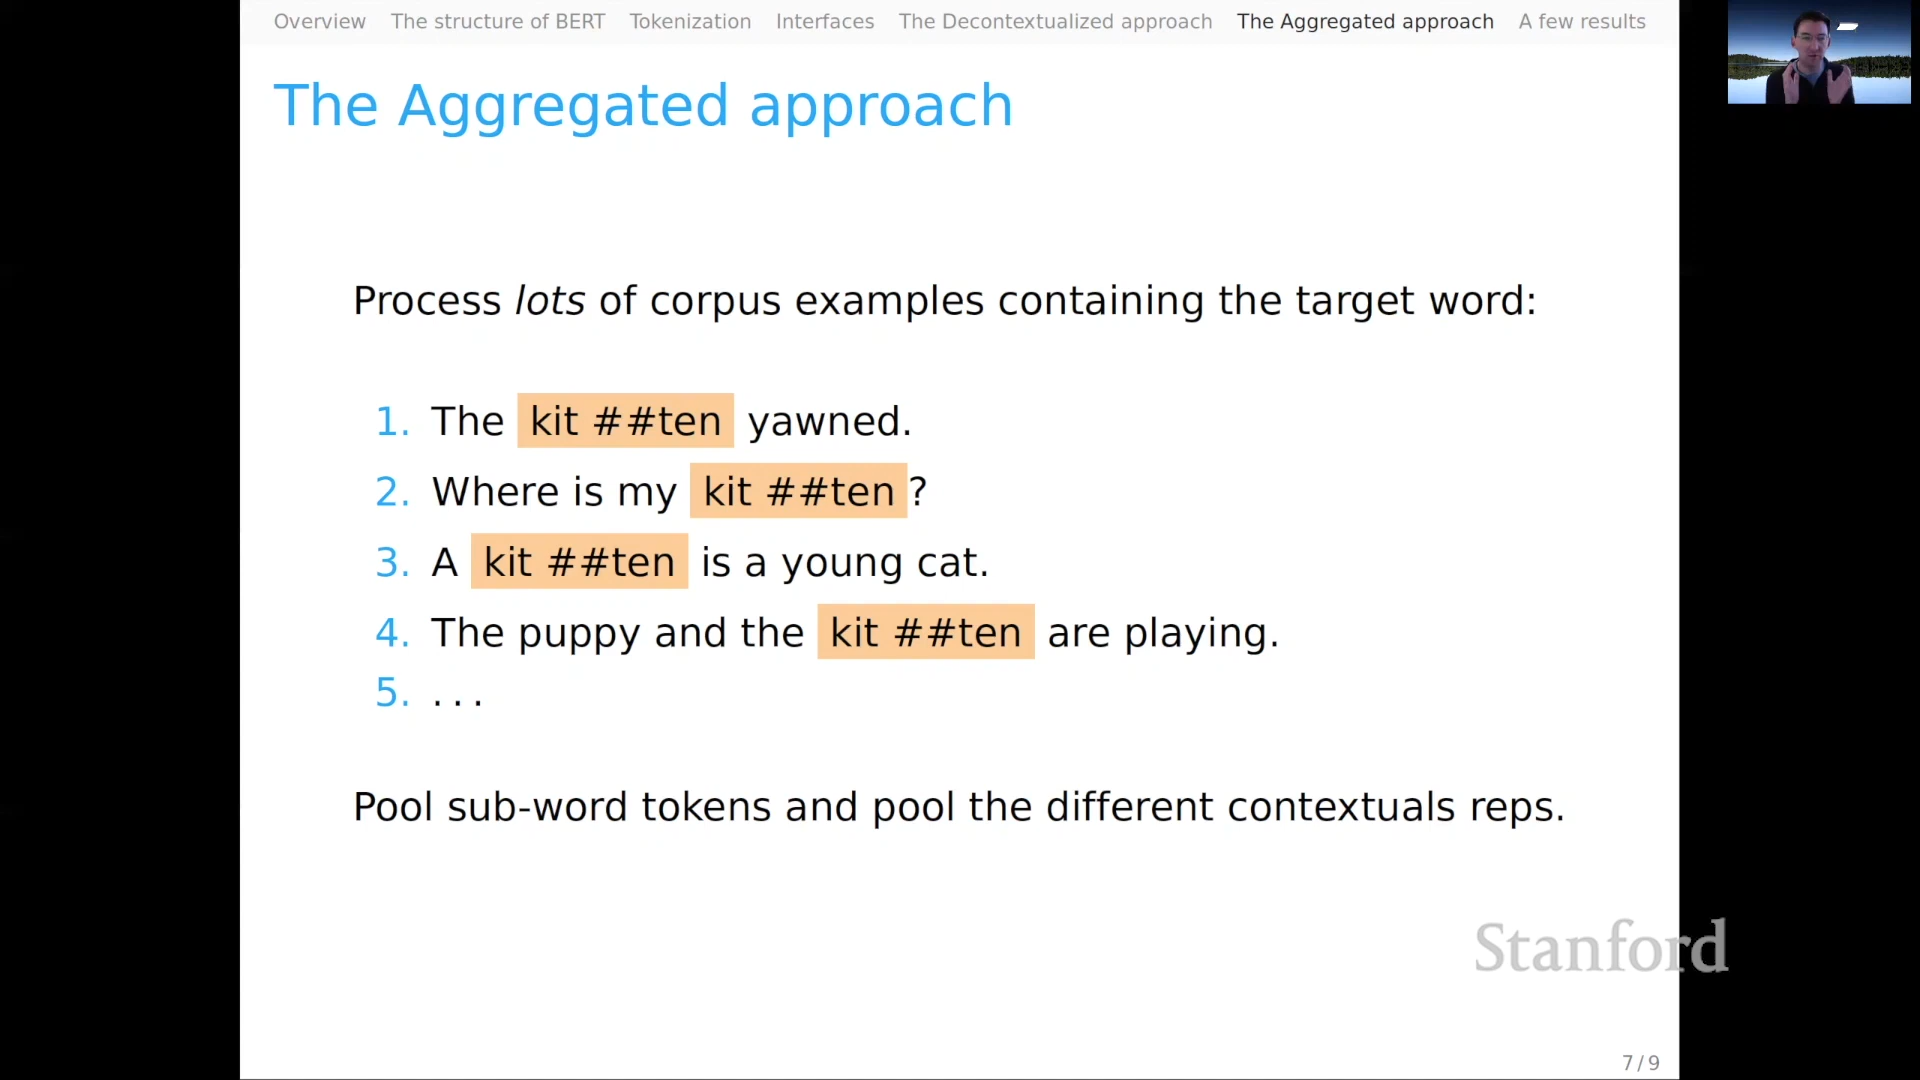 Overview The structure of BERT Tokenization Interfaces The Decontextualized approach The Aggregated approach A few results
The Aggregated approach
Process lots of corpus examples containing the target word:
1. The kit ##ten yawned.
2. Where is my kit ##ten ?
3. A kit ##ten is a young cat.
4. The puppy and the kit ##ten are playing.
5. ...
Pool sub-word tokens and pool the different contextuals reps.
Stanford
7/9